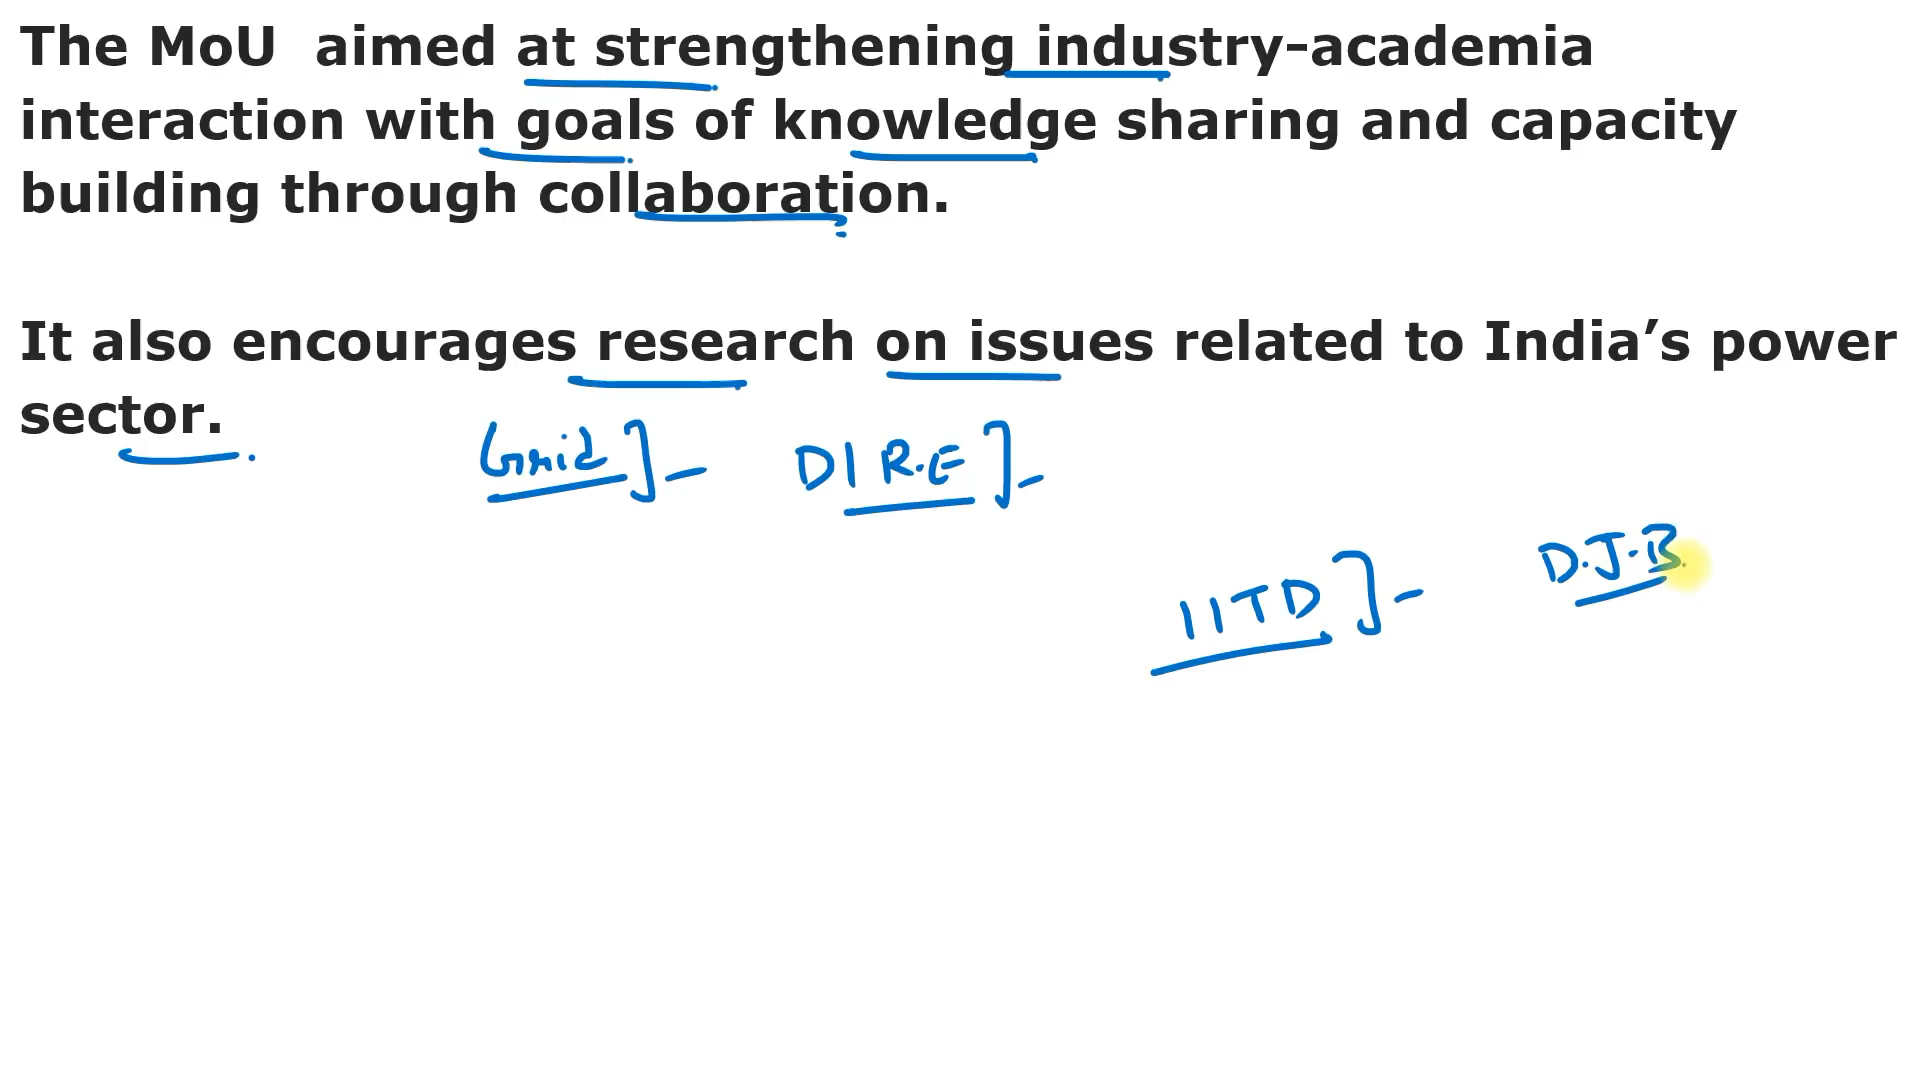 The MoU aimed at strengthening industry-academia
interaction with goals of knowledge sharing and capacity
building through collaboration.
It also encourages research on issues related to India’s power
sector.
Grid]- DIR.E]-
IITD]- D.J.B